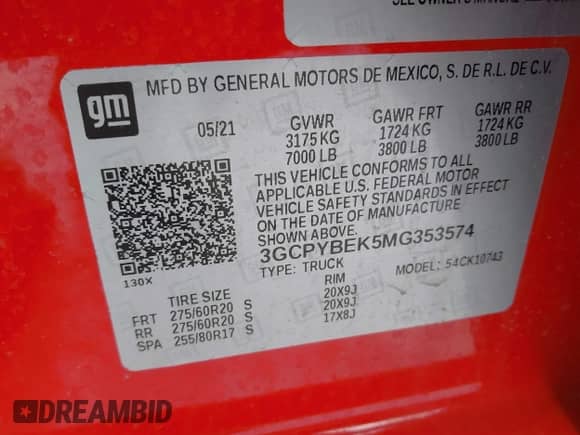 SEE OWNER'S MANUAL
gm
MFD BY GENERAL MOTORS DE MEXICO, S. DE R.L. DE C.V.
05/21 GVWR GAWR FRT GAWR RR
3175 KG 1724 KG 1724 KG
7000 LB 3800 LB 3800 LB
THIS VEHICLE CONFORMS TO ALL
APPLICABLE U.S. FEDERAL MOTOR
VEHICLE SAFETY STANDARDS IN EFFECT
ON THE DATE OF MANUFACTURE
SHOWN ABOVE.
3GCPYBEK5MG353574
130X TYPE: TRUCK MODEL: 54CK10743
TIRE SIZE RIM
FRT 275/60R20 S 20X9J
RR 275/60R20 S 20X9J
SPA 255/80R17 S 17X8J
DREAMBID